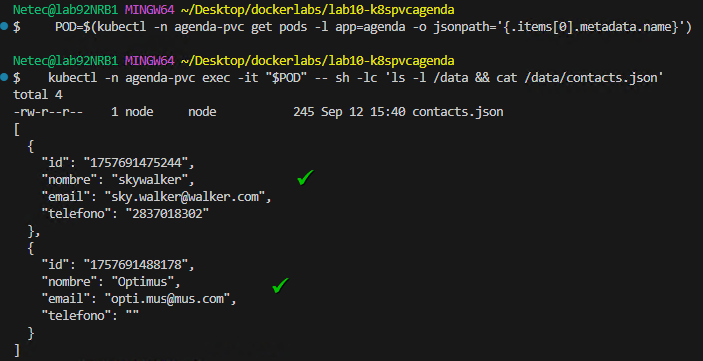 Netec@lab92NRB1 MINGW64 ~/Desktop/dockerlabs/lab10-k8spvcagenda
$     POD=$(kubectl -n agenda-pvc get pods -l app=agenda -o jsonpath='{.items[0].metadata.name}')
Netec@lab92NRB1 MINGW64 ~/Desktop/dockerlabs/lab10-k8spvcagenda
$    kubectl -n agenda-pvc exec -it "$POD" -- sh -lc 'ls -l /data && cat /data/contacts.json'
total 4
-rw-r--r--    1 node     node           245 Sep 12 15:40 contacts.json
[
  {
    "id": "1757691475244",
    "nombre": "skywalker",
    "email": "sky.walker@walker.com",
    "telefono": "2837018302"
  },
  {
    "id": "1757691488178",
    "nombre": "Optimus",
    "email": "opti.mus@mus.com",
    "telefono": ""
  }
]